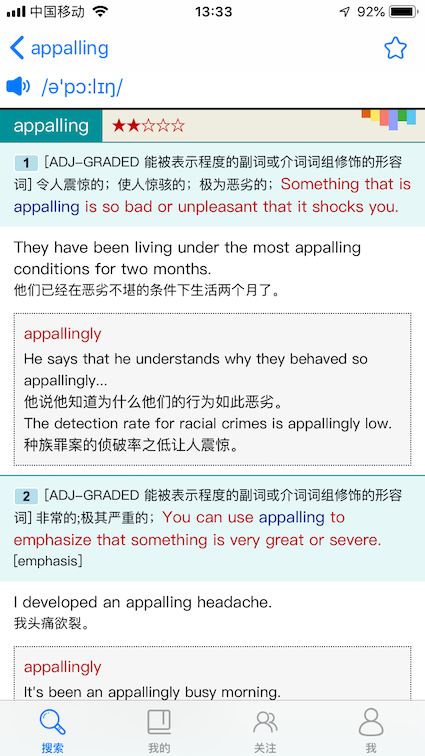 中国移动 13:33 92%
appalling
/ə'pɔ:lɪŋ/
appalling ★★☆☆☆
1 [ADJ-GRADED 能被表示程度的副词或介词词组修饰的形容
词] 令人震惊的；使人惊骇的；极为恶劣的；Something that is
appalling is so bad or unpleasant that it shocks you.
They have been living under the most appalling
conditions for two months.
他们已经在恶劣不堪的条件下生活两个月了。
appallingly
He says that he understands why they behaved so
appallingly...
他说他知道为什么他们的行为如此恶劣。
The detection rate for racial crimes is appallingly low.
种族罪案的侦破率之低让人震惊。
2 [ADJ-GRADED 能被表示程度的副词或介词词组修饰的形容
词] 非常的;极其严重的；You can use appalling to
emphasize that something is very great or severe.
[emphasis]
I developed an appalling headache.
我头痛欲裂。
appallingly
It's been an appallingly busy morning.
搜索 我的 关注 我